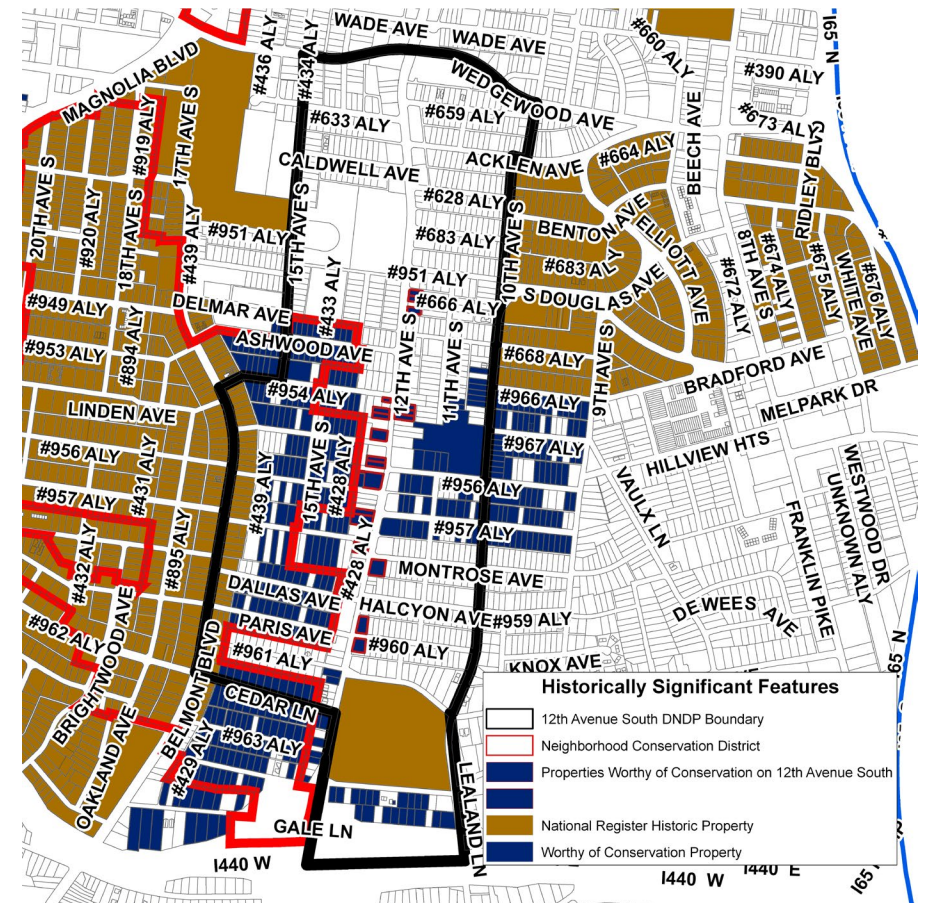 WADE AVE
WADE AVE
#660 ALY
I65 N
#436 ALY
#434 ALY
MAGNOLIA BLVD
WEDGEWOOD AVE
#390 ALY
#919 ALY
17TH AVE S
#633 ALY
#659 ALY
#673 ALY
BEECH AVE
RIDLEY BLVD
CALDWELL AVE
ACKLEN AVE
#664 ALY
20TH AVE S
#920 ALY
18TH AVE S
#439 ALY
#951 ALY
15TH AVE S
#628 ALY
#683 ALY
10TH AVE S
BENTON AVE
ELLIOTT AVE
#683 ALY
8TH AVE S
#674 ALY
#675 ALY
WHITE AVE
#676 ALY
#672 ALY
#949 ALY
DELMAR AVE
#433 ALY
#951 ALY
#666 ALY
S DOUGLAS AVE
#953 ALY
#894 ALY
ASHWOOD AVE
12TH AVE S
11TH AVE S
#668 ALY
9TH AVE S
BRADFORD AVE
#954 ALY
#966 ALY
MELPARK DR
LINDEN AVE
#956 ALY
#431 ALY
#439 ALY
15TH AVE S
#428 ALY
#967 ALY
HILLVIEW HTS
#956 ALY
VAULX LN
WESTWOOD DR
UNKNOWN ALY
#957 ALY
#895 ALY
#957 ALY
FRANKLIN PIKE
#432 ALY
#428 ALY
MONTROSE AVE
DALLAS AVE
HALCYON AVE
#959 ALY
DEWEES AVE
#962 ALY
BRIGHTWOOD AVE
PARIS AVE
#961 ALY
#960 ALY
KNOX AVE
65 N
BELMONT BLVD
CEDAR LN
OAKLAND AVE
#429 ALY
#963 ALY
LEALAND LN
GALE LN
I440 W
I440 W
I440 E
I65
Historically Significant Features
12th Avenue South DNDP Boundary
Neighborhood Conservation District
Properties Worthy of Conservation on 12th Avenue South
National Register Historic Property
Worthy of Conservation Property